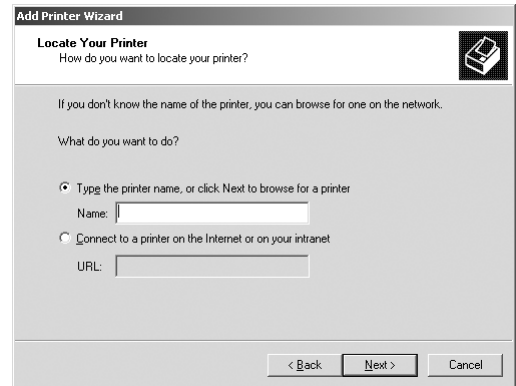 Add Printer Wizard
Locate Your Printer
How do you want to locate your printer?
If you don't know the name of the printer, you can browse for one on the network.
What do you want to do?
Type the printer name, or click Next to browse for a printer
Name:
Connect to a printer on the Internet or on your intranet
URL:
< Back Next > Cancel